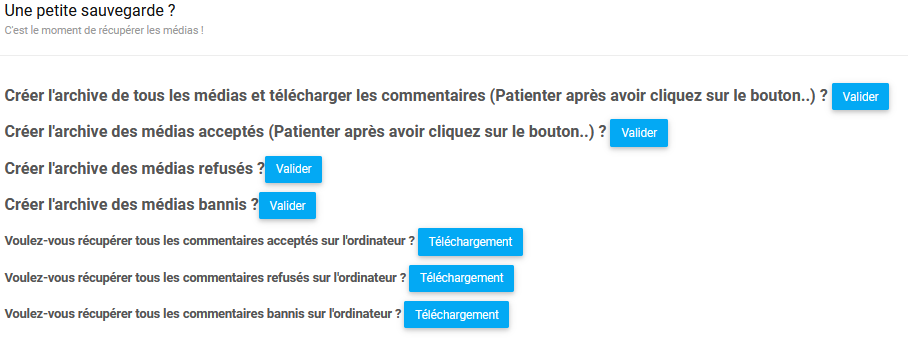 Une petite sauvegarde ?
C'est le moment de récupérer les médias !
Créer l'archive de tous les médias et télécharger les commentaires (Patienter après avoir cliquez sur le bouton..) ? Valider
Créer l'archive des médias acceptés (Patienter après avoir cliquez sur le bouton..) ? Valider
Créer l'archive des médias refusés ? Valider
Créer l'archive des médias bannis ? Valider
Voulez-vous récupérer tous les commentaires acceptés sur l'ordinateur ? Téléchargement
Voulez-vous récupérer tous les commentaires refusés sur l'ordinateur ? Téléchargement
Voulez-vous récupérer tous les commentaires bannis sur l'ordinateur ? Téléchargement